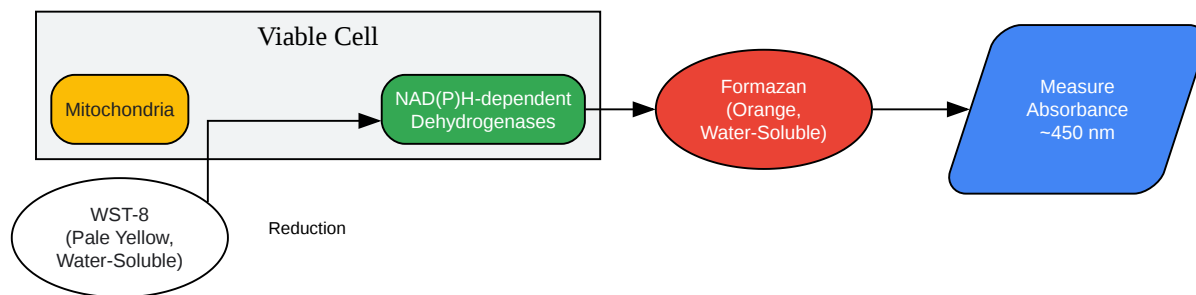 Viable Cell
Mitochondria
NAD(P)H-dependent
Dehydrogenases
Formazan
(Orange,
Water-Soluble)
Measure
Absorbance
~450 nm
WST-8
(Pale Yellow,
Water-Soluble)
Reduction